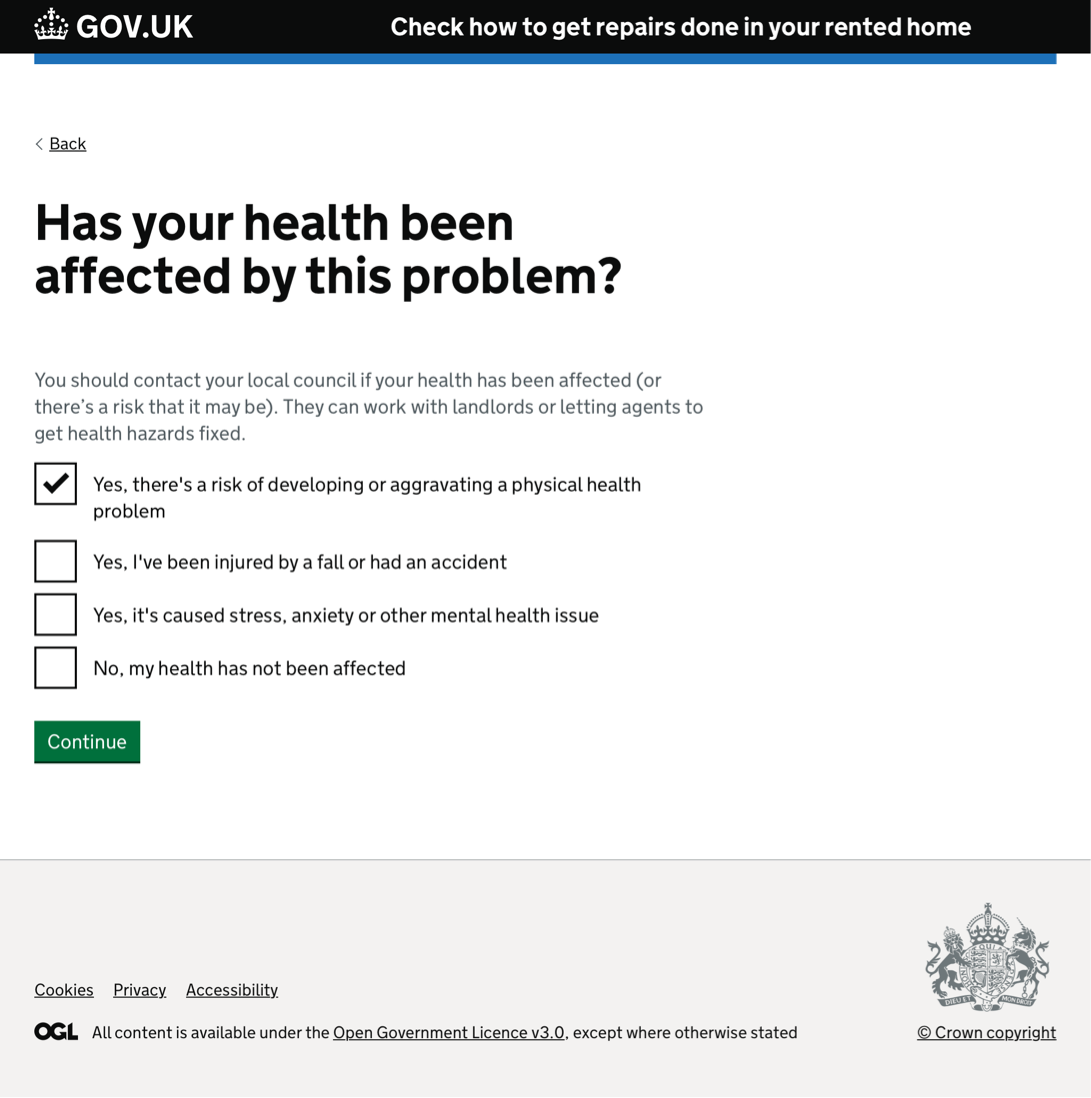 GOV.UK
Check how to get repairs done in your rented home
Back
Has your health been
affected by this problem?
You should contact your local council if your health has been affected (or
there’s a risk that it may be). They can work with landlords or letting agents to
get health hazards fixed.
Yes, there's a risk of developing or aggravating a physical health
problem
Yes, I've been injured by a fall or had an accident
Yes, it's caused stress, anxiety or other mental health issue
No, my health has not been affected
Continue
Cookies Privacy Accessibility
DIEU ET MON DROIT
OGL All content is available under the Open Government Licence v3.0, except where otherwise stated
© Crown copyright